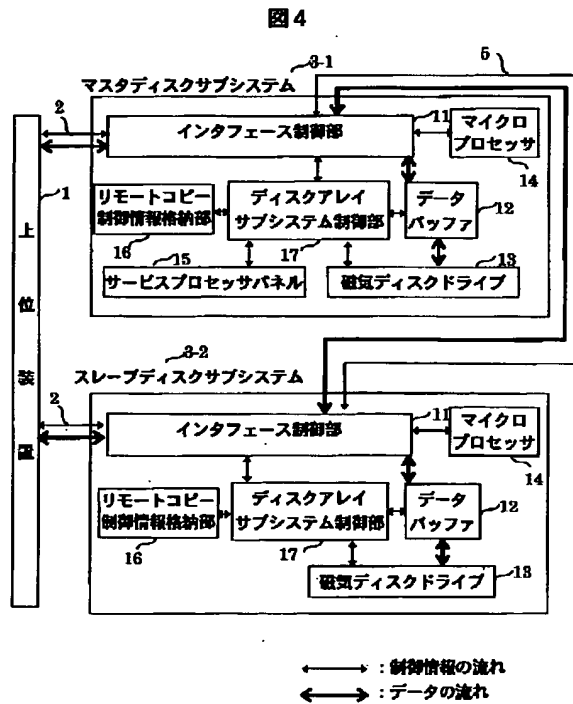 図4
5
3-1
マスタディスクサブシステム
2
インタフェース制御部
11
マイクロ
プロセッサ
14
1
上位装置
リモートコピー
制御情報格納部
16
ディスクアレイ
サブシステム制御部
17
データ
バッファ
12
15
サービスプロセッサパネル
13
磁気ディスクドライブ
3-2
スレーブディスクサブシステム
2
インタフェース制御部
11
マイクロ
プロセッサ
14
リモートコピー
制御情報格納部
16
ディスクアレイ
サブシステム制御部
17
データ
バッファ
12
磁気ディスクドライブ
13
：制御情報の流れ
：データの流れ